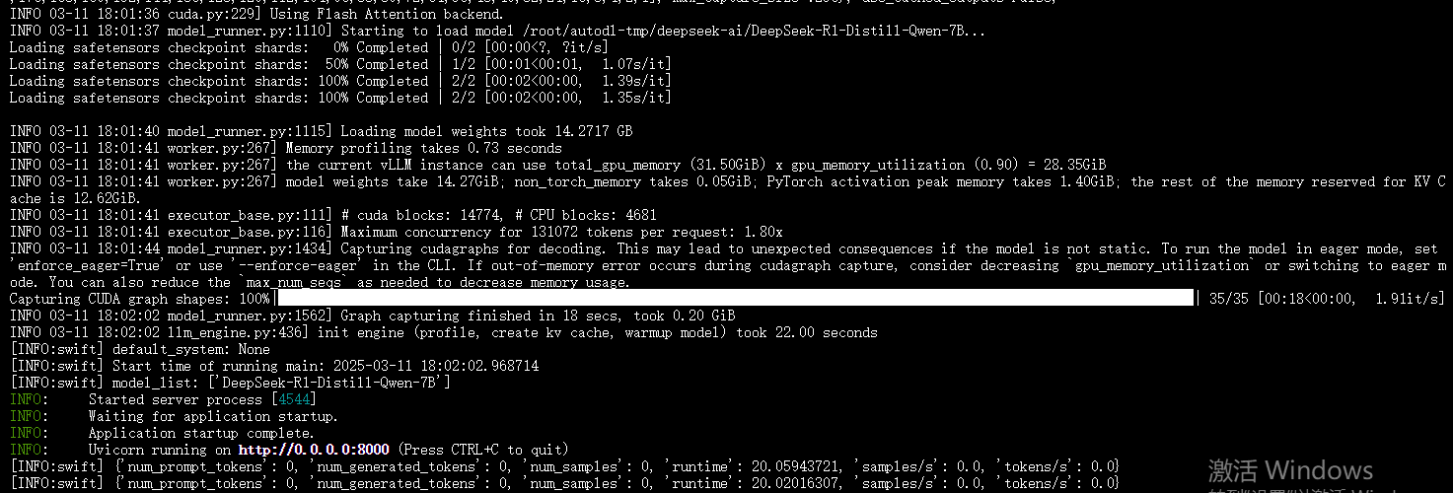 INFO 03-11 18:01:36 cuda.py:229] Using Flash Attention backend.
INFO 03-11 18:01:37 model_runner.py:1110] Starting to load model /root/autodl-tmp/deepseek-ai/DeepSeek-R1-Distill-Qwen-7B...
Loading safetensors checkpoint shards:   0% Completed | 0/2 [00:00<?, ?it/s]
Loading safetensors checkpoint shards:  50% Completed | 1/2 [00:01<00:01,  1.07s/it]
Loading safetensors checkpoint shards: 100% Completed | 2/2 [00:02<00:00,  1.39s/it]
Loading safetensors checkpoint shards: 100% Completed | 2/2 [00:02<00:00,  1.35s/it]
INFO 03-11 18:01:40 model_runner.py:1115] Loading model weights took 14.2717 GB
INFO 03-11 18:01:41 worker.py:267] Memory profiling takes 0.73 seconds
INFO 03-11 18:01:41 worker.py:267] the current vLLM instance can use total_gpu_memory (31.50GiB) x gpu_memory_utilization (0.90) = 28.35GiB
INFO 03-11 18:01:41 worker.py:267] model weights take 14.27GiB; non_torch_memory takes 0.05GiB; PyTorch activation peak memory takes 1.40GiB; the rest of the memory reserved for KV C
ache is 12.62GiB.
INFO 03-11 18:01:41 executor_base.py:111] # cuda blocks: 14774, # CPU blocks: 4681
INFO 03-11 18:01:41 executor_base.py:116] Maximum concurrency for 131072 tokens per request: 1.80x
INFO 03-11 18:01:44 model_runner.py:1434] Capturing cudagraphs for decoding. This may lead to unexpected consequences if the model is not static. To run the model in eager mode, set
'enforce_eager=True' or use '--enforce-eager' in the CLI. If out-of-memory error occurs during cudagraph capture, consider decreasing `gpu_memory_utilization` or switching to eager m
ode. You can also reduce the `max_num_seqs` as needed to decrease memory usage.
Capturing CUDA graph shapes: 100%| | 35/35 [00:18<00:00,  1.91it/s]
INFO 03-11 18:02:02 model_runner.py:1562] Graph capturing finished in 18 secs, took 0.20 GiB
INFO 03-11 18:02:02 llm_engine.py:436] init engine (profile, create kv cache, warmup model) took 22.00 seconds
[INFO:swift] default_system: None
[INFO:swift] Start time of running main: 2025-03-11 18:02:02.968714
[INFO:swift] model_list: ['DeepSeek-R1-Distill-Qwen-7B']
INFO:     Started server process [4544]
INFO:     Waiting for application startup.
INFO:     Application startup complete.
INFO:     Uvicorn running on http://0.0.0.0:8000 (Press CTRL+C to quit)
[INFO:swift] {'num_prompt_tokens': 0, 'num_generated_tokens': 0, 'num_samples': 0, 'runtime': 20.05943721, 'samples/s': 0.0, 'tokens/s': 0.0}
[INFO:swift] {'num_prompt_tokens': 0, 'num_generated_tokens': 0, 'num_samples': 0, 'runtime': 20.02016307, 'samples/s': 0.0, 'tokens/s': 0.0}
激活 Windows